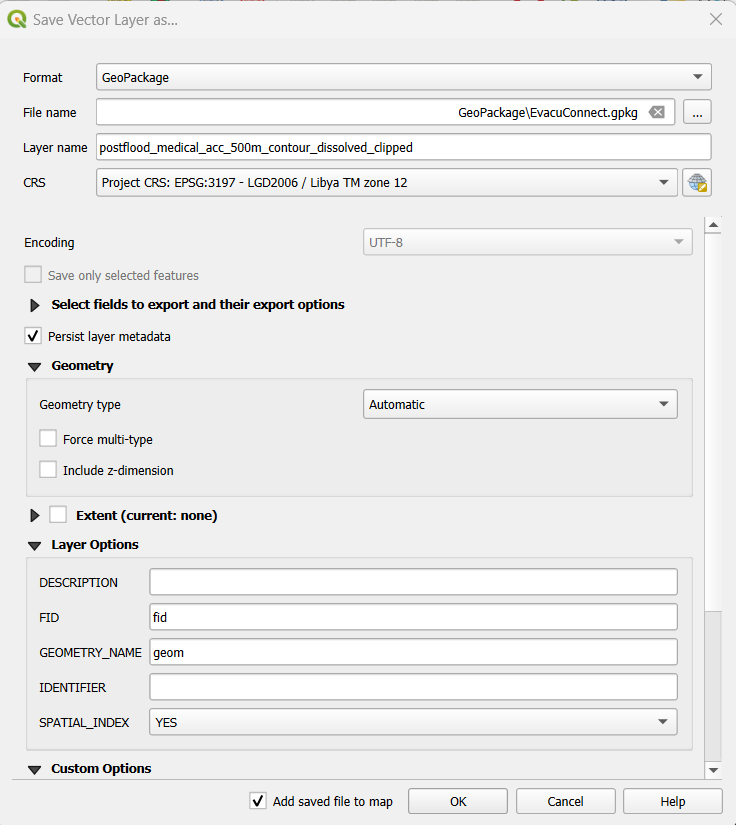 Save Vector Layer as...
Format GeoPackage
File name GeoPackage\EvacuConnect.gpkg ...
Layer name postflood_medical_acc_500m_contour_dissolved_clipped
CRS Project CRS: EPSG:3197 - LGD2006 / Libya TM zone 12
Encoding UTF-8
Save only selected features
Select fields to export and their export options
Persist layer metadata
Geometry
Geometry type Automatic
Force multi-type
Include z-dimension
Extent (current: none)
Layer Options
DESCRIPTION
FID fid
GEOMETRY_NAME geom
IDENTIFIER
SPATIAL_INDEX YES
Custom Options
Add saved file to map OK Cancel Help